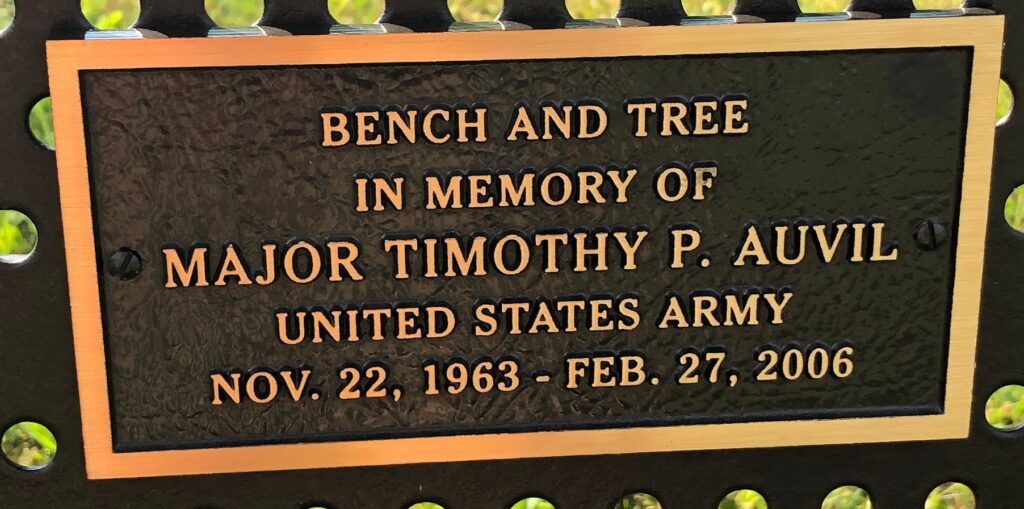 BENCH AND TREE
IN MEMORY OF
MAJOR TIMOTHY P. AUVIL
UNITED STATES ARMY
NOV. 22, 1963 - FEB. 27, 2006